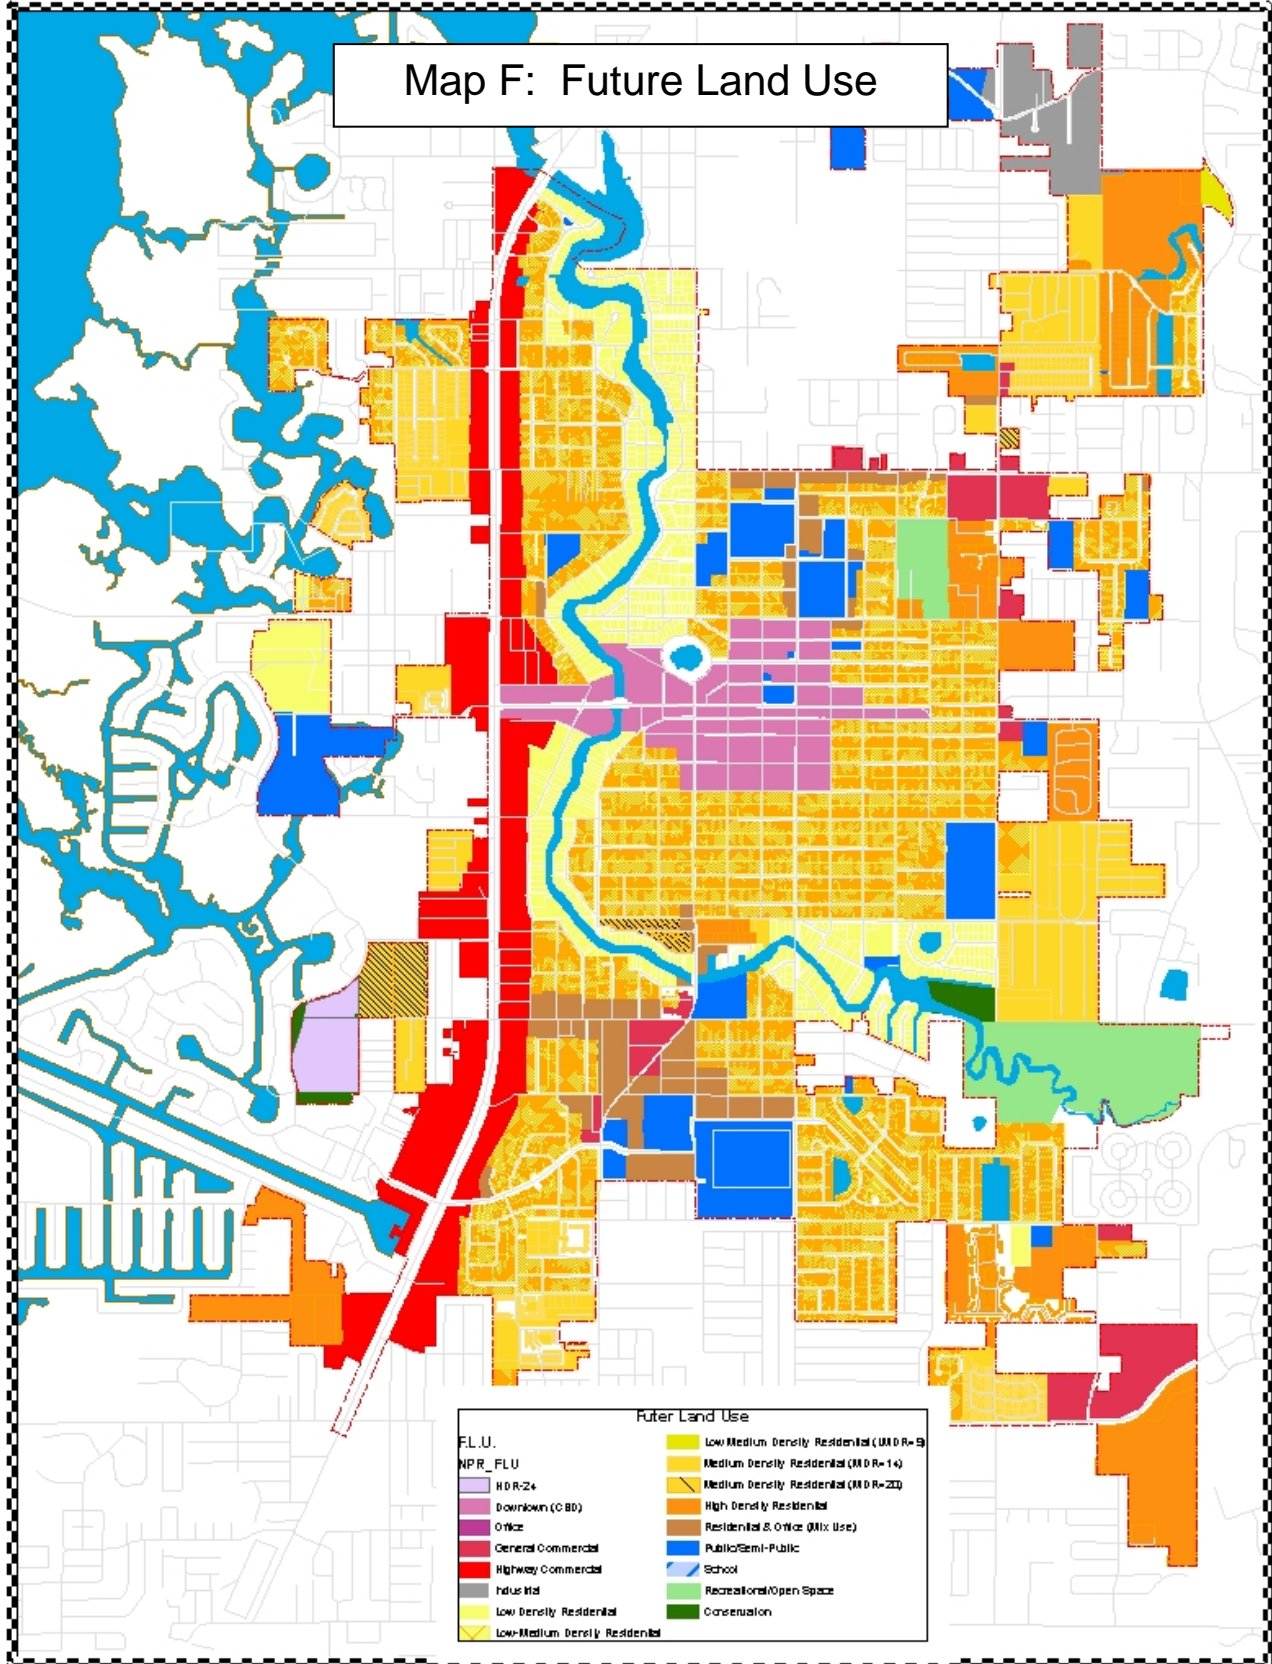 Map F: Future Land Use
Futer Land Use
F.L.U.
NPR_FLU
HDR-24
Downtown (CBD)
Office
General Commercial
Highway Commercial
Industrial
Low Density Residential
Low-Medium Density Residential
Low Medium Density Residential (LMDR-9)
Medium Density Residential (MDR-14)
Medium Density Residential (MDR-20)
High Density Residential
Residential & Office (Mix Use)
Public/Semi-Public
School
Recreational/Open Space
Conservation